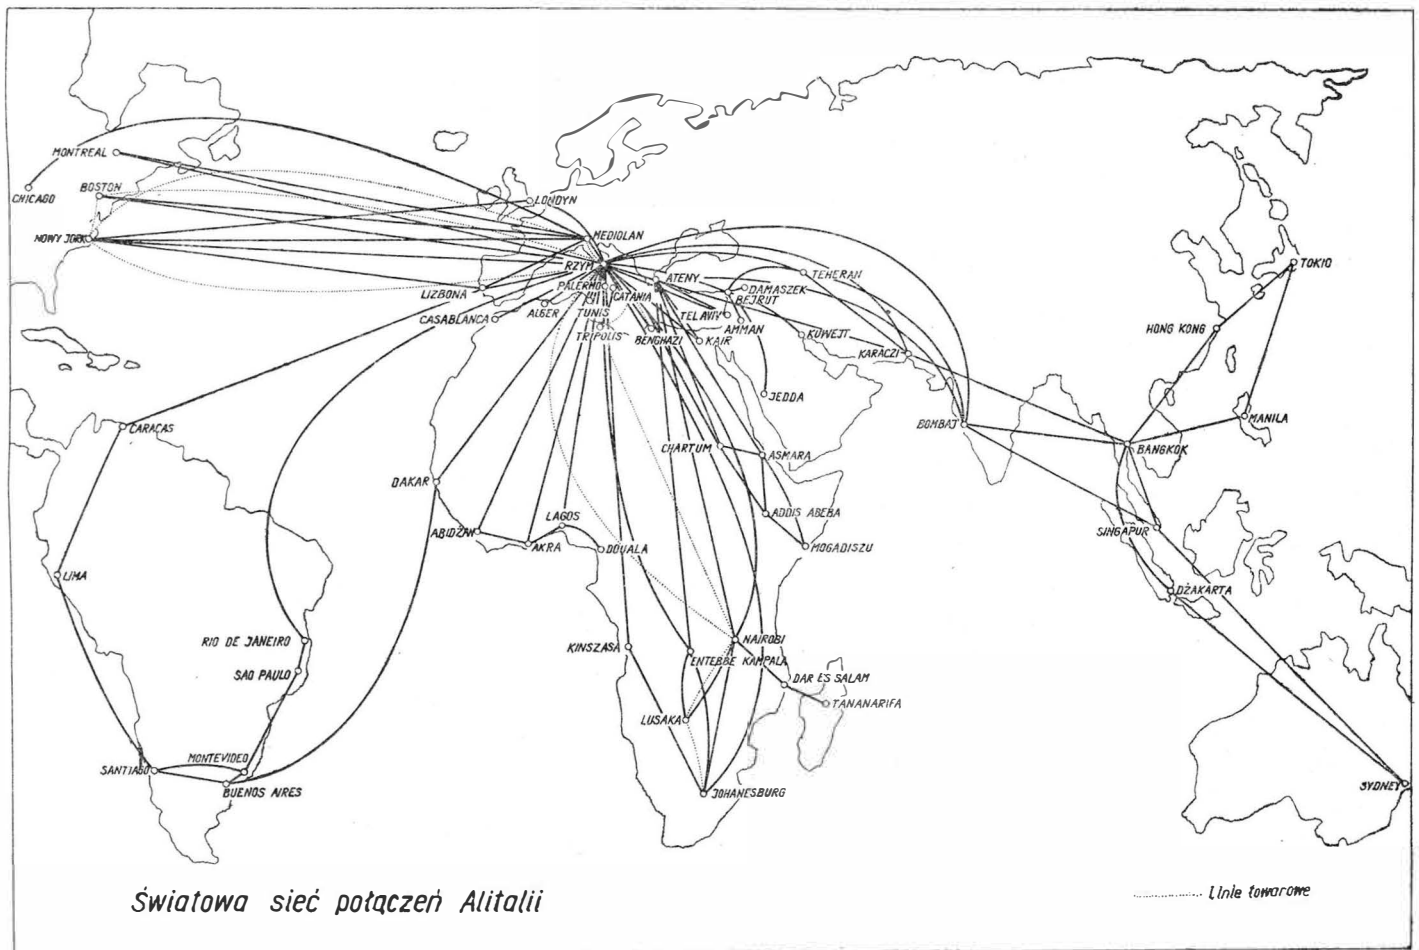 MONTREAL
CHICAGO
BOSTON
NOWY JORK
LONDYN
MEDIOLAN
RZYM
ATENY
TEHERAN
TOKIO
LIZBONA
PALERMO
CATANIA
DAMASZEK
BEJRUT
CASABLANCA
ALGER
TUNIS
TEL AVIV
AMMAN
TRIPOLIS
BENGHAZI
KAIR
KUWEJT
KARACZI
HONG KONG
JEDDA
CARACAS
BOMBAJ
MANILA
CHARTUM
ASMARA
BANGKOK
DAKAR
LAGOS
ADDIS ABEBA
ABIDŻAN
AKRA
DOUALA
MOGADISZU
SINGAPUR
LIMA
DŻAKARTA
RIO DE JANEIRO
KINSZASA
NAIROBI
ENTEBBE KAMPALA
SAO PAULO
DAR ES SALAM
TANANARIFA
LUSAKA
MONTEVIDEO
SANTIAGO
BUENOS AIRES
JOHANESBURG
SYDNEY
Światowa sieć połączeń Alitalii
Linie towarowe